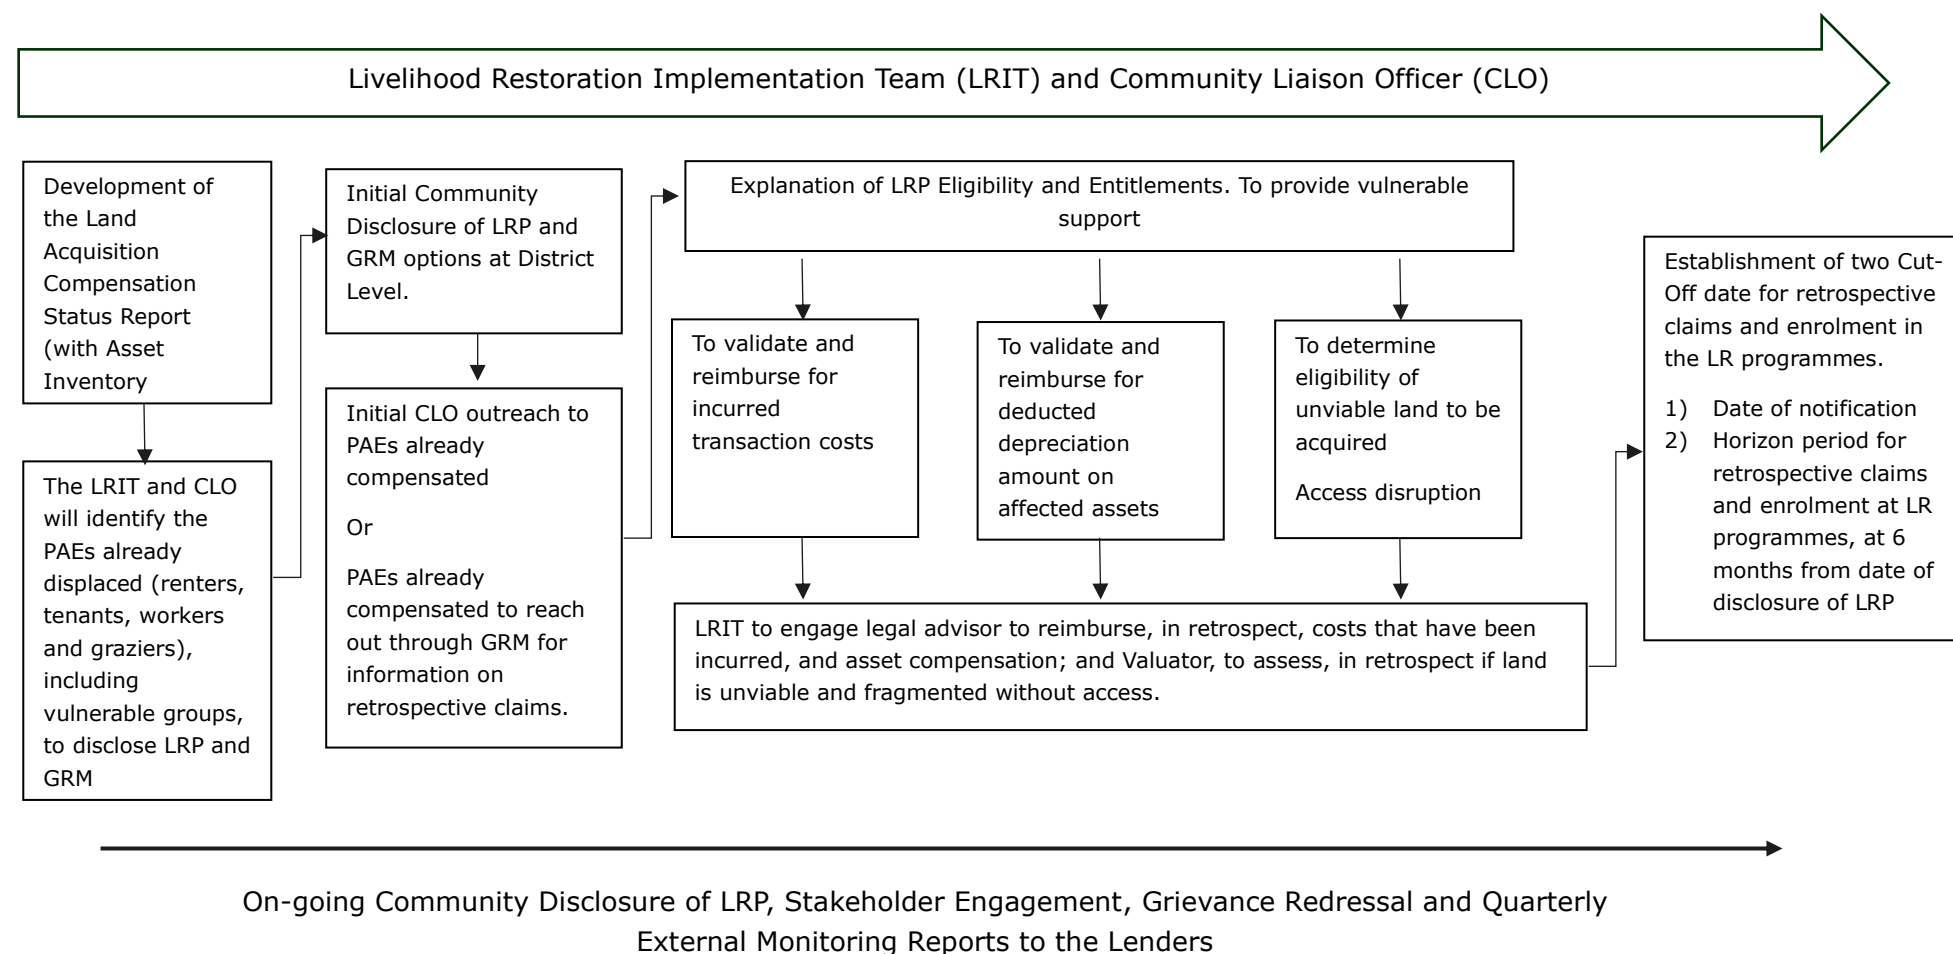 Livelihood Restoration Implementation Team (LRIT) and Community Liaison Officer (CLO)
Development of
the Land
Acquisition
Compensation
Status Report
(with Asset
Inventory
The LRIT and CLO
will identify the
PAEs already
displaced (renters,
tenants, workers
and graziers),
including
vulnerable groups,
to disclose LRP and
GRM
Initial Community
Disclosure of LRP and
GRM options at District
Level.
Initial CLO outreach to
PAEs already
compensated
Or
PAEs already
compensated to reach
out through GRM for
information on
retrospective claims.
Explanation of LRP Eligibility and Entitlements. To provide vulnerable
support
To validate and
reimburse for
incurred
transaction costs
To validate and
reimburse for
deducted
depreciation
amount on
affected assets
To determine
eligibility of
unviable land to be
acquired
Access disruption
LRIT to engage legal advisor to reimburse, in retrospect, costs that have been
incurred, and asset compensation; and Valuator, to assess, in retrospect if land
is unviable and fragmented without access.
Establishment of two Cut-
Off date for retrospective
claims and enrolment in
the LR programmes.
1) Date of notification
2) Horizon period for
retrospective claims
and enrolment at LR
programmes, at 6
months from date of
disclosure of LRP
On-going Community Disclosure of LRP, Stakeholder Engagement, Grievance Redressal and Quarterly
External Monitoring Reports to the Lenders